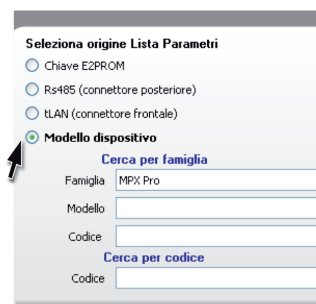 Seleziona origine Lista Parametri
Chiave E2PROM
Rs485 (connettore posteriore)
tLAN (connettore frontale)
Modello dispositivo
Cerca per famiglia
Famiglia MPX Pro
Modello
Codice
Cerca per codice
Codice